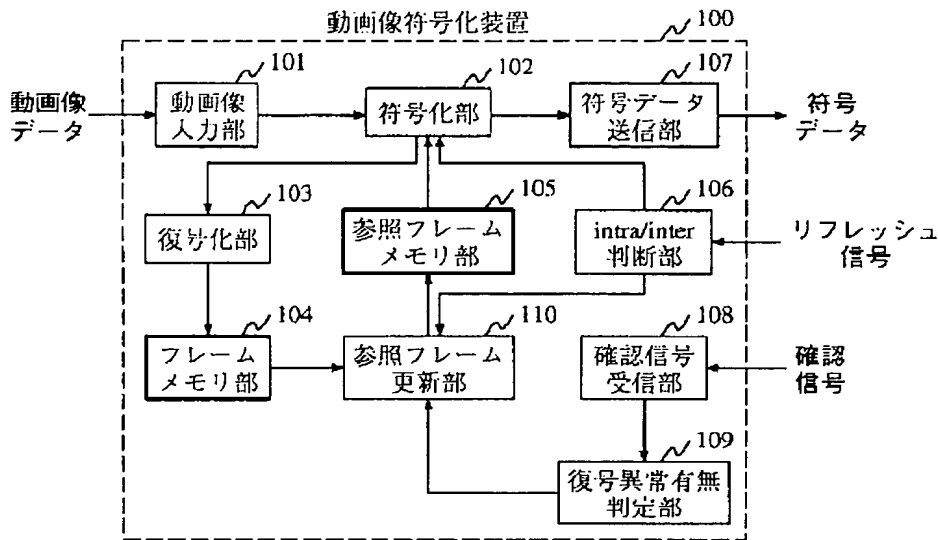 動画像符号化装置
100
101
102
107
動画像
データ
動画像
入力部
符号化部
符号データ
送信部
符号
データ
103
105
106
復号化部
参照フレーム
メモリ部
intra/inter
判断部
リフレッシュ
信号
104
110
108
フレーム
メモリ部
参照フレーム
更新部
確認信号
受信部
確認
信号
109
復号異常有無
判定部